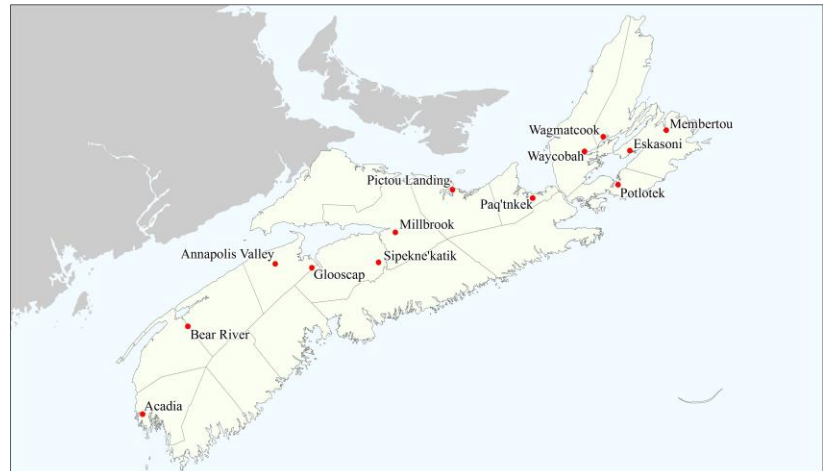 Membertou
Wagmatcook
Eskasoni
Waycobah
Pictou Landing
Potlotek
Paq'tnkek
Millbrook
Annapolis Valley
Sipekne'katik
Glooscap
Bear River
Acadia